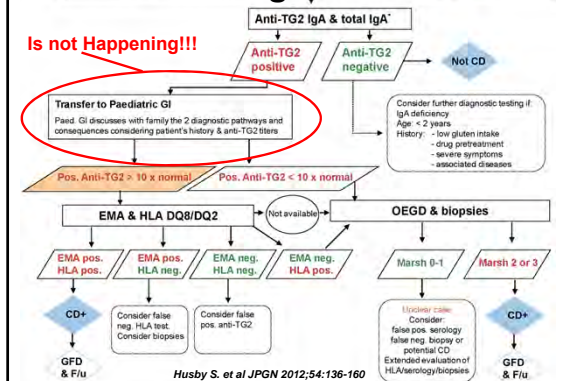 Anti-TG2 IgA & total IgA*
Is not Happening!!!
Anti-TG2
positive
Anti-TG2
negative
Not CD
Transfer to Paediatric GI
Paed. GI discusses with family the 2 diagnostic pathways and
consequences considering patient's history & anti-TG2 titers
Consider further diagnostic testing if:
IgA deficiency
Age: < 2 years
History: - low gluten intake
- drug pretreatment
- severe symptoms
- associated diseases
Pos. Anti-TG2 > 10 x normal
Pos. Anti-TG2 < 10 x normal
EMA & HLA DQ8/DQ2
Not available
OEGD & biopsies
EMA pos.
HLA pos.
EMA pos.
HLA neg.
EMA neg.
HLA neg.
EMA neg.
HLA pos.
Marsh 0-1
Marsh 2 or 3
CD+
Consider false
neg. HLA test.
Consider biopsies
Consider false
pos. anti-TG2
Unclear case
Consider:
false pos. serology
false neg. biopsy or
potential CD
Extended evaluation of
HLA/serology/biopsies
CD+
GFD
& F/u
GFD
& F/u
Husby S. et al JPGN 2012;54:136-160